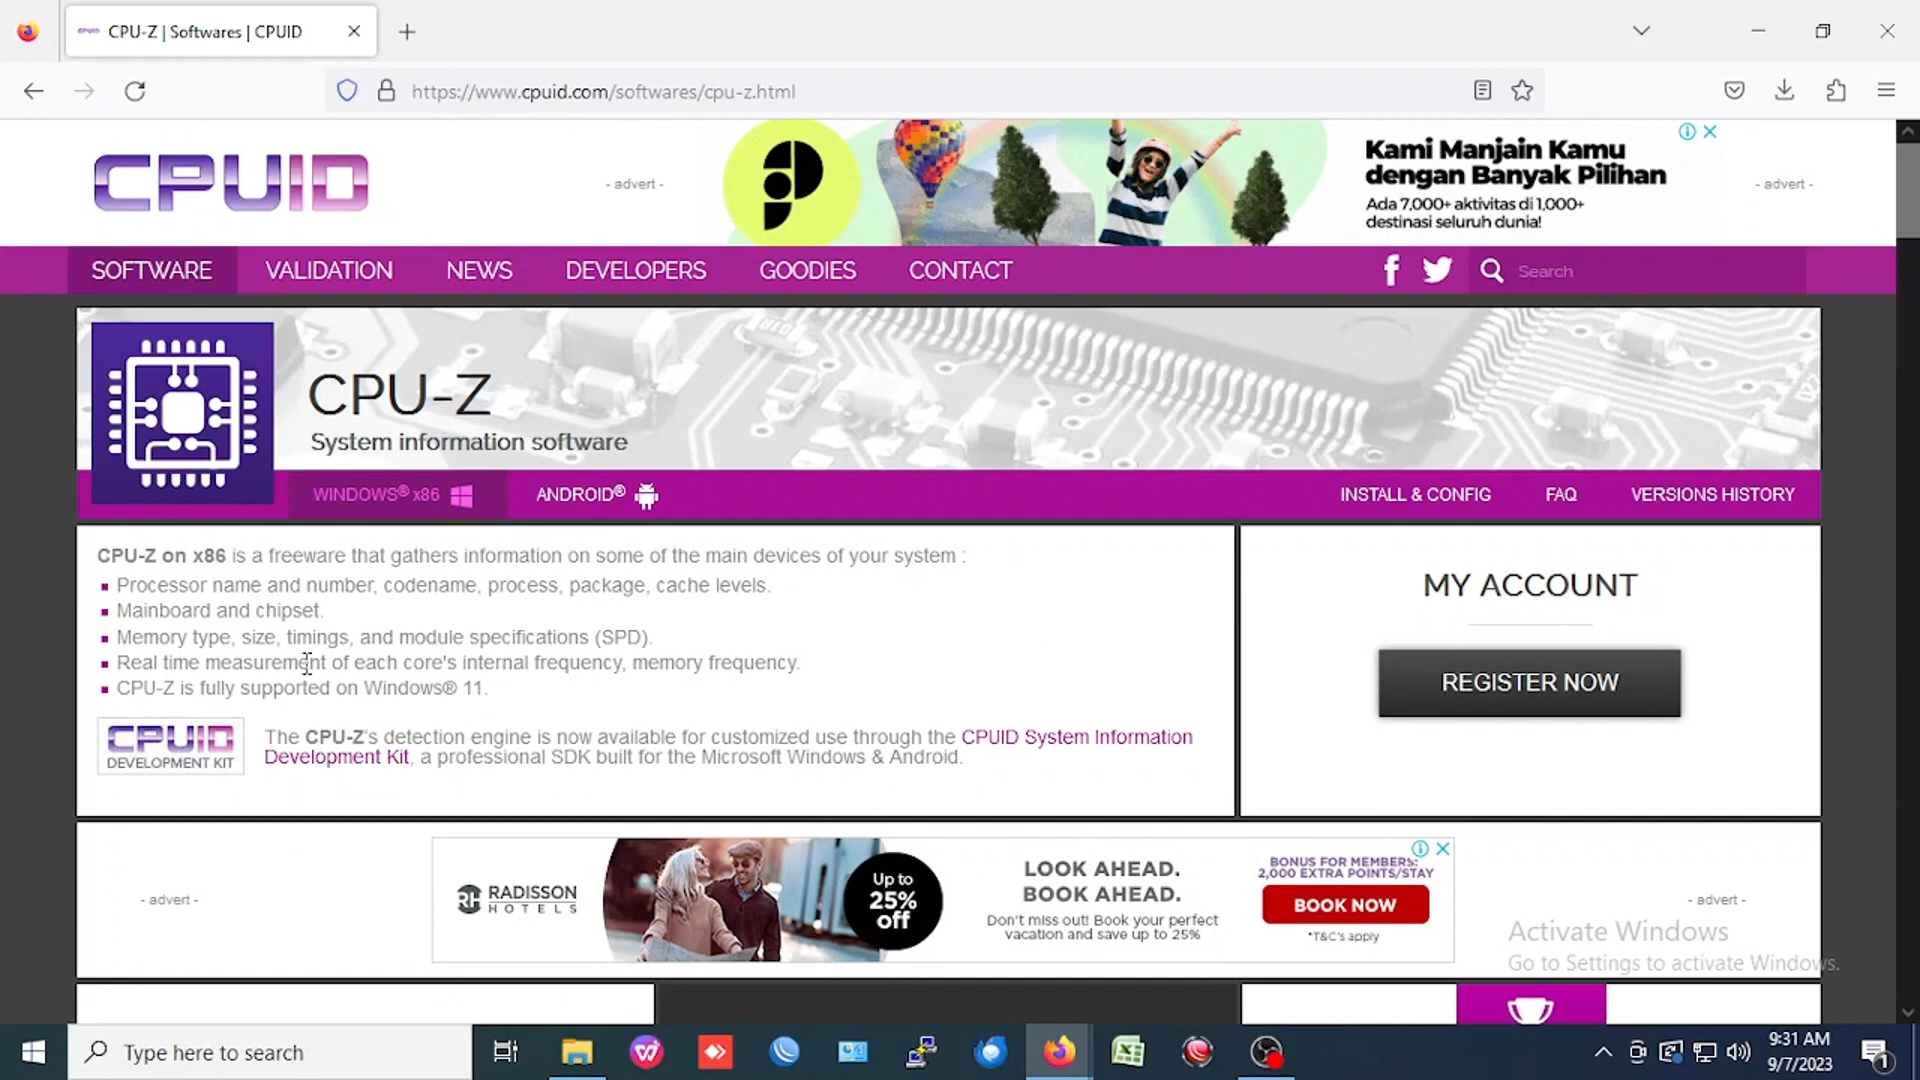 CPU-Z | Softwares | CPUID
https://www.cpuid.com/softwares/cpu-z.html
CPUID
- advert -
Kami Manjain Kamu
dengan Banyak Pilihan
Ada 7,000+ aktivitas di 1,000+
destinasi seluruh dunia!
- advert -
SOFTWARE VALIDATION NEWS DEVELOPERS GOODIES CONTACT Search
CPU-Z
System information software
WINDOWS® x86 ANDROID® INSTALL & CONFIG FAQ VERSIONS HISTORY
CPU-Z on x86 is a freeware that gathers information on some of the main devices of your system :
Processor name and number, codename, process, package, cache levels.
Mainboard and chipset.
Memory type, size, timings, and module specifications (SPD).
Real time measurement of each core's internal frequency, memory frequency.
CPU-Z is fully supported on Windows® 11.
CPUID
DEVELOPMENT KIT
The CPU-Z's detection engine is now available for customized use through the CPUID System Information
Development Kit, a professional SDK built for the Microsoft Windows & Android.
MY ACCOUNT
REGISTER NOW
- advert -
RH RADISSON
HOTELS
Up to
25%
off
LOOK AHEAD.
BOOK AHEAD.
Don't miss out! Book your perfect
vacation and save up to 25%
BONUS FOR MEMBERS:
2,000 EXTRA POINTS/STAY
BOOK NOW
*T&C's apply
- advert -
Activate Windows
Go to Settings to activate Windows.
Type here to search
9:31 AM
9/7/2023
1